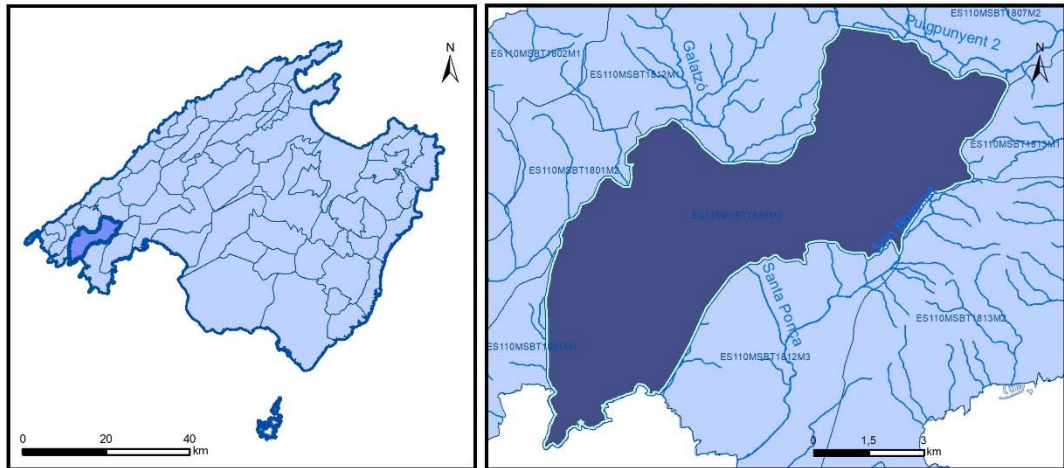 N
0 20 40
km
ES110MSBT1807M2
Puigpunyent 2
ES110MSBT1802M1
Galatzó
ES110MSBT1812M1
N
ES110MSBT1813M1
ES110MSBT1801M2
Santa Ponça
ES110MSBT1813M2
ES110MSBT1812M3
0 1,5 3
km